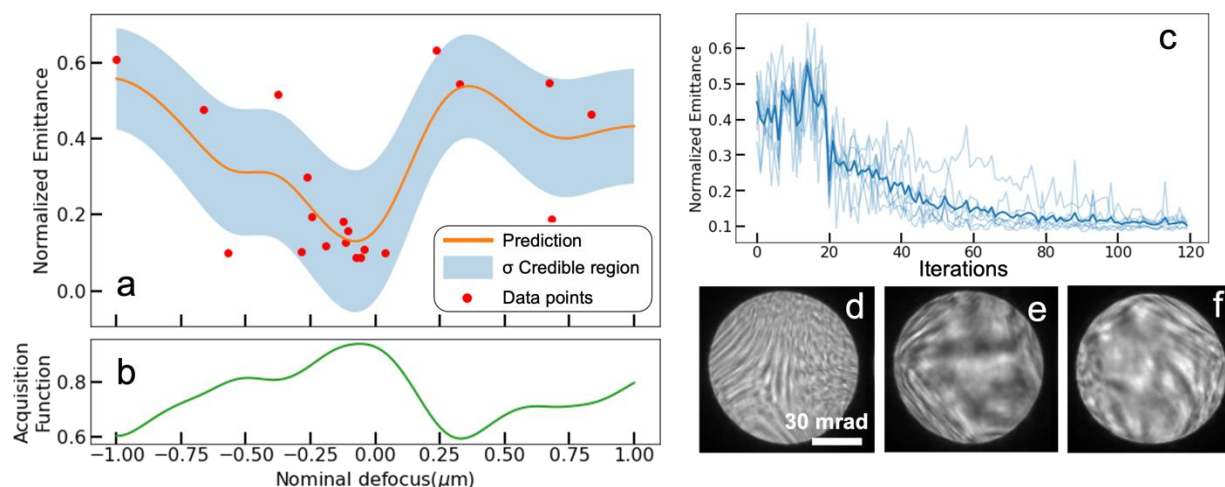 Normalized Emittance
0.6
0.4
0.2
0.0
a
Prediction
σ Credible region
Data points
Acquisition
Function
0.8
0.6
b
−1.00
−0.75
−0.50
−0.25
0.00
0.25
0.50
0.75
1.00
Nominal defocus(μm)
Normalized Emittance
0.6
0.5
0.4
0.3
0.2
0.1
c
0
20
40
60
80
100
120
Iterations
d
30 mrad
e
f